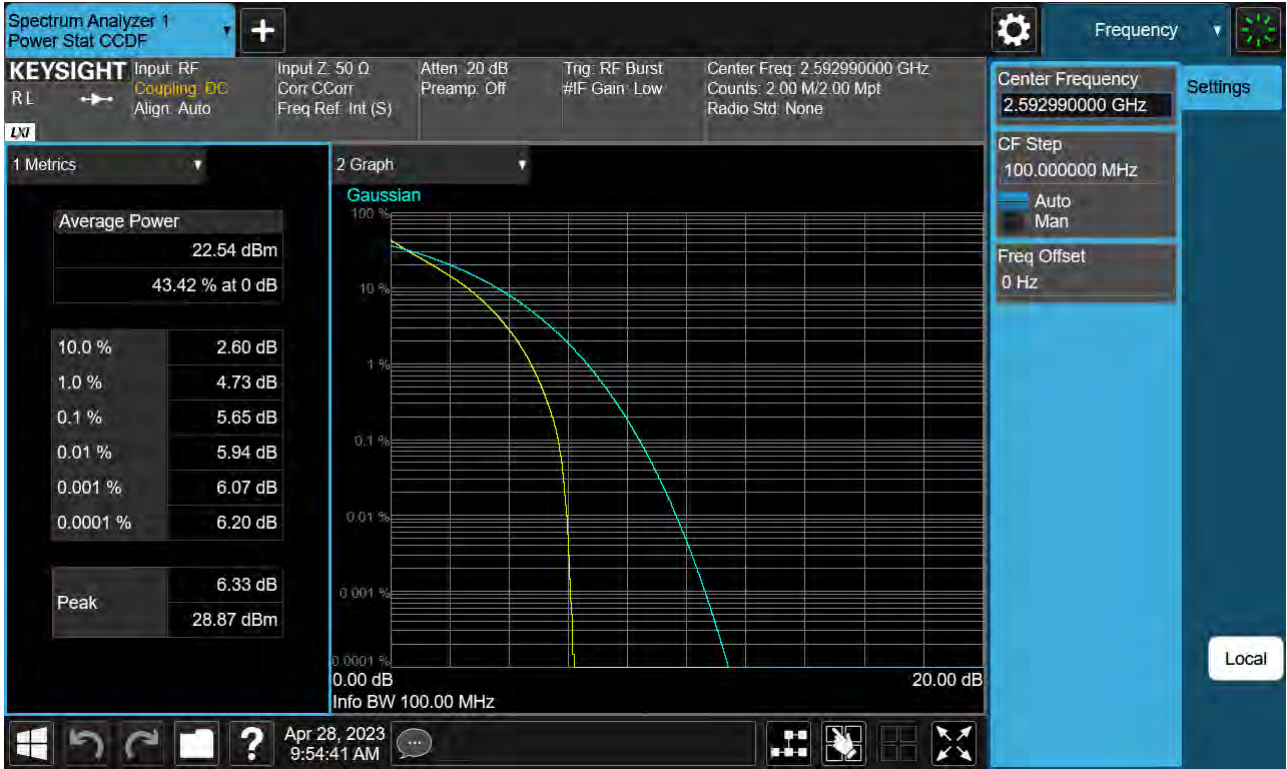 Spectrum Analyzer 1
Power Stat CCDF
Frequency
KEYSIGHT
R L
LXI
Input: RF
Coupling: DC
Align: Auto
Input Z: 50 Ω
Corr CCorr
Freq Ref: Int (S)
Atten: 20 dB
Preamp: Off
Trig: RF Burst
#IF Gain: Low
Center Freq: 2.592990000 GHz
Counts: 2.00 M/2.00 Mpt
Radio Std: None
Center Frequency
2.592990000 GHz
Settings
CF Step
100.000000 MHz
Auto
Man
Freq Offset
0 Hz
1 Metrics
Average Power
22.54 dBm
43.42 % at 0 dB
10.0 % 2.60 dB
1.0 % 4.73 dB
0.1 % 5.65 dB
0.01 % 5.94 dB
0.001 % 6.07 dB
0.0001 % 6.20 dB
Peak 6.33 dB
28.87 dBm
2 Graph
Gaussian
100 %
10 %
1 %
0.1 %
0.01 %
0.001 %
0.0001 %
0.00 dB 20.00 dB
Info BW 100.00 MHz
Local
?
Apr 28, 2023
9:54:41 AM